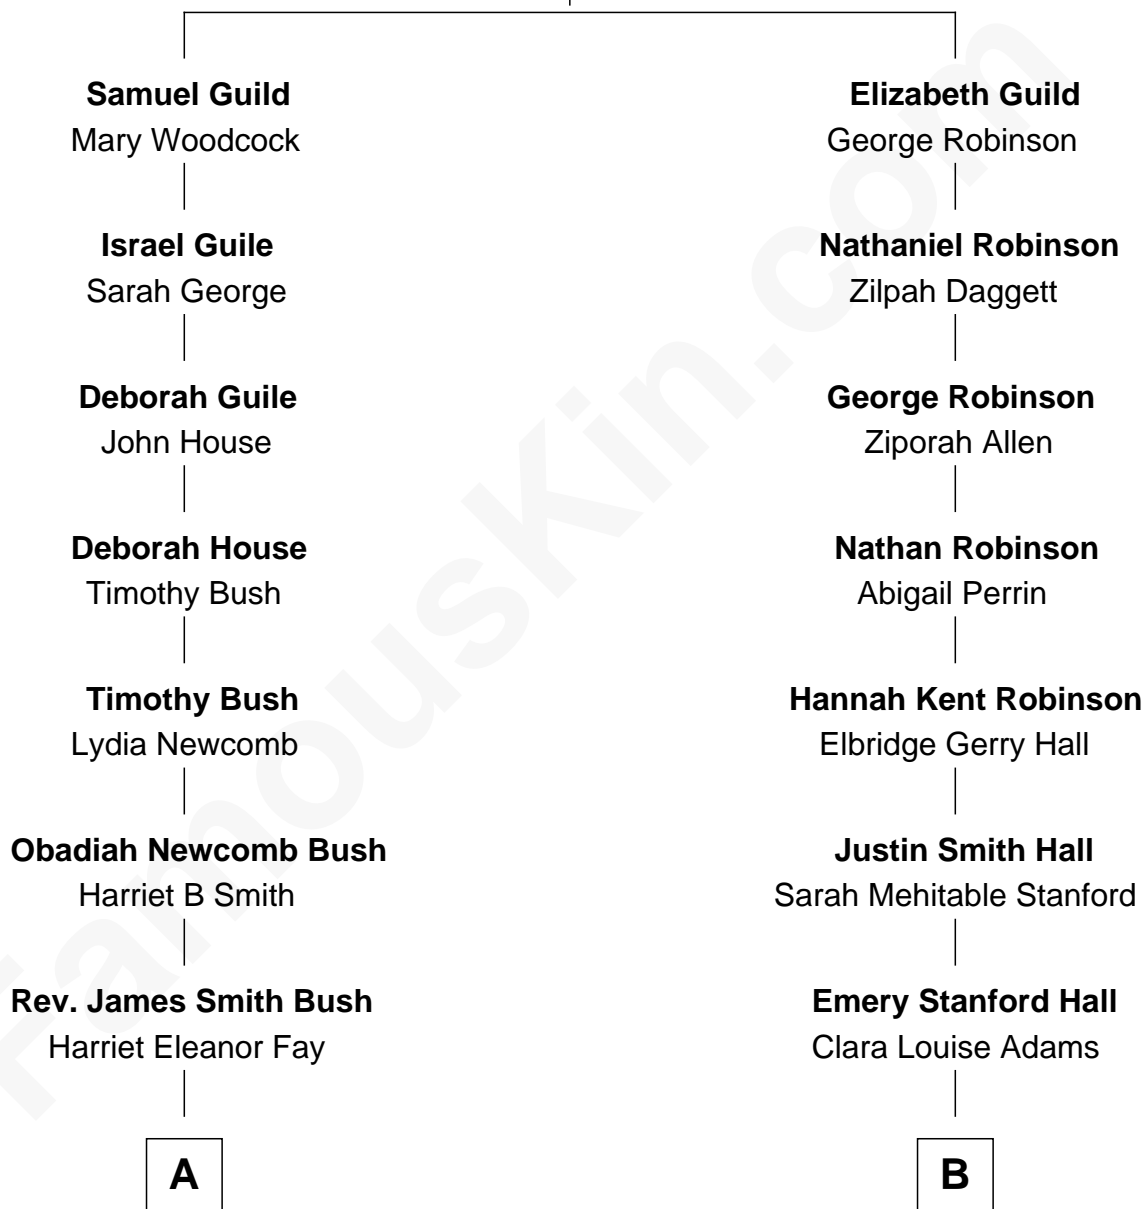 Samuel Guild
Mary Woodcock
Israel Guile
Sarah George
Deborah Guile
John House
Deborah House
Timothy Bush
Timothy Bush
Lydia Newcomb
Obadiah Newcomb Bush
Harriet B Smith
Rev. James Smith Bush
Harriet Eleanor Fay
A
Elizabeth Guild
George Robinson
Nathaniel Robinson
Zilpah Daggett
George Robinson
Ziporah Allen
Nathan Robinson
Abigail Perrin
Hannah Kent Robinson
Elbridge Gerry Hall
Justin Smith Hall
Sarah Mehitable Stanford
Emery Stanford Hall
Clara Louise Adams
B
FamousKin.com